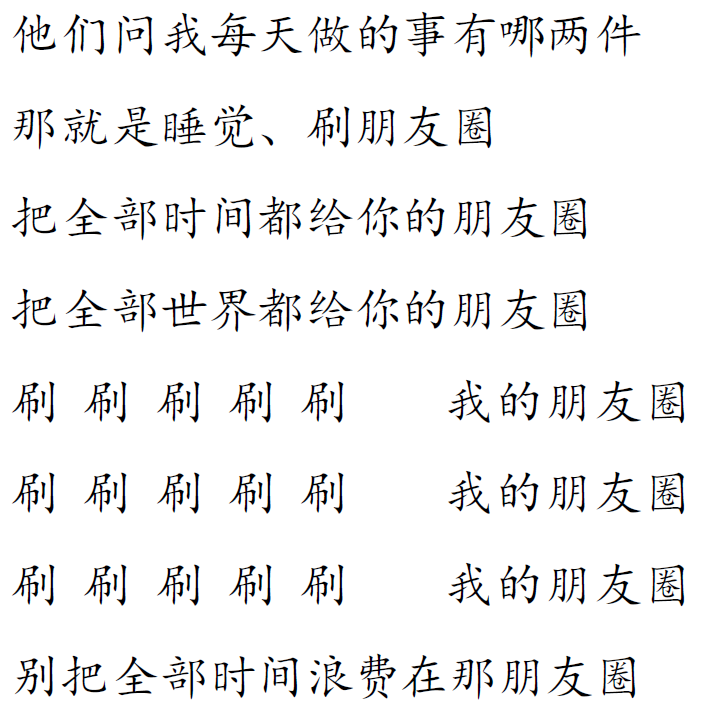 他们问我每天做的事有哪两件
那就是睡觉、刷朋友圈
把全部时间都给你的朋友圈
把全部世界都给你的朋友圈
刷 刷 刷 刷 刷   我的朋友圈
刷 刷 刷 刷 刷   我的朋友圈
刷 刷 刷 刷 刷   我的朋友圈
别把全部时间浪费在那朋友圈